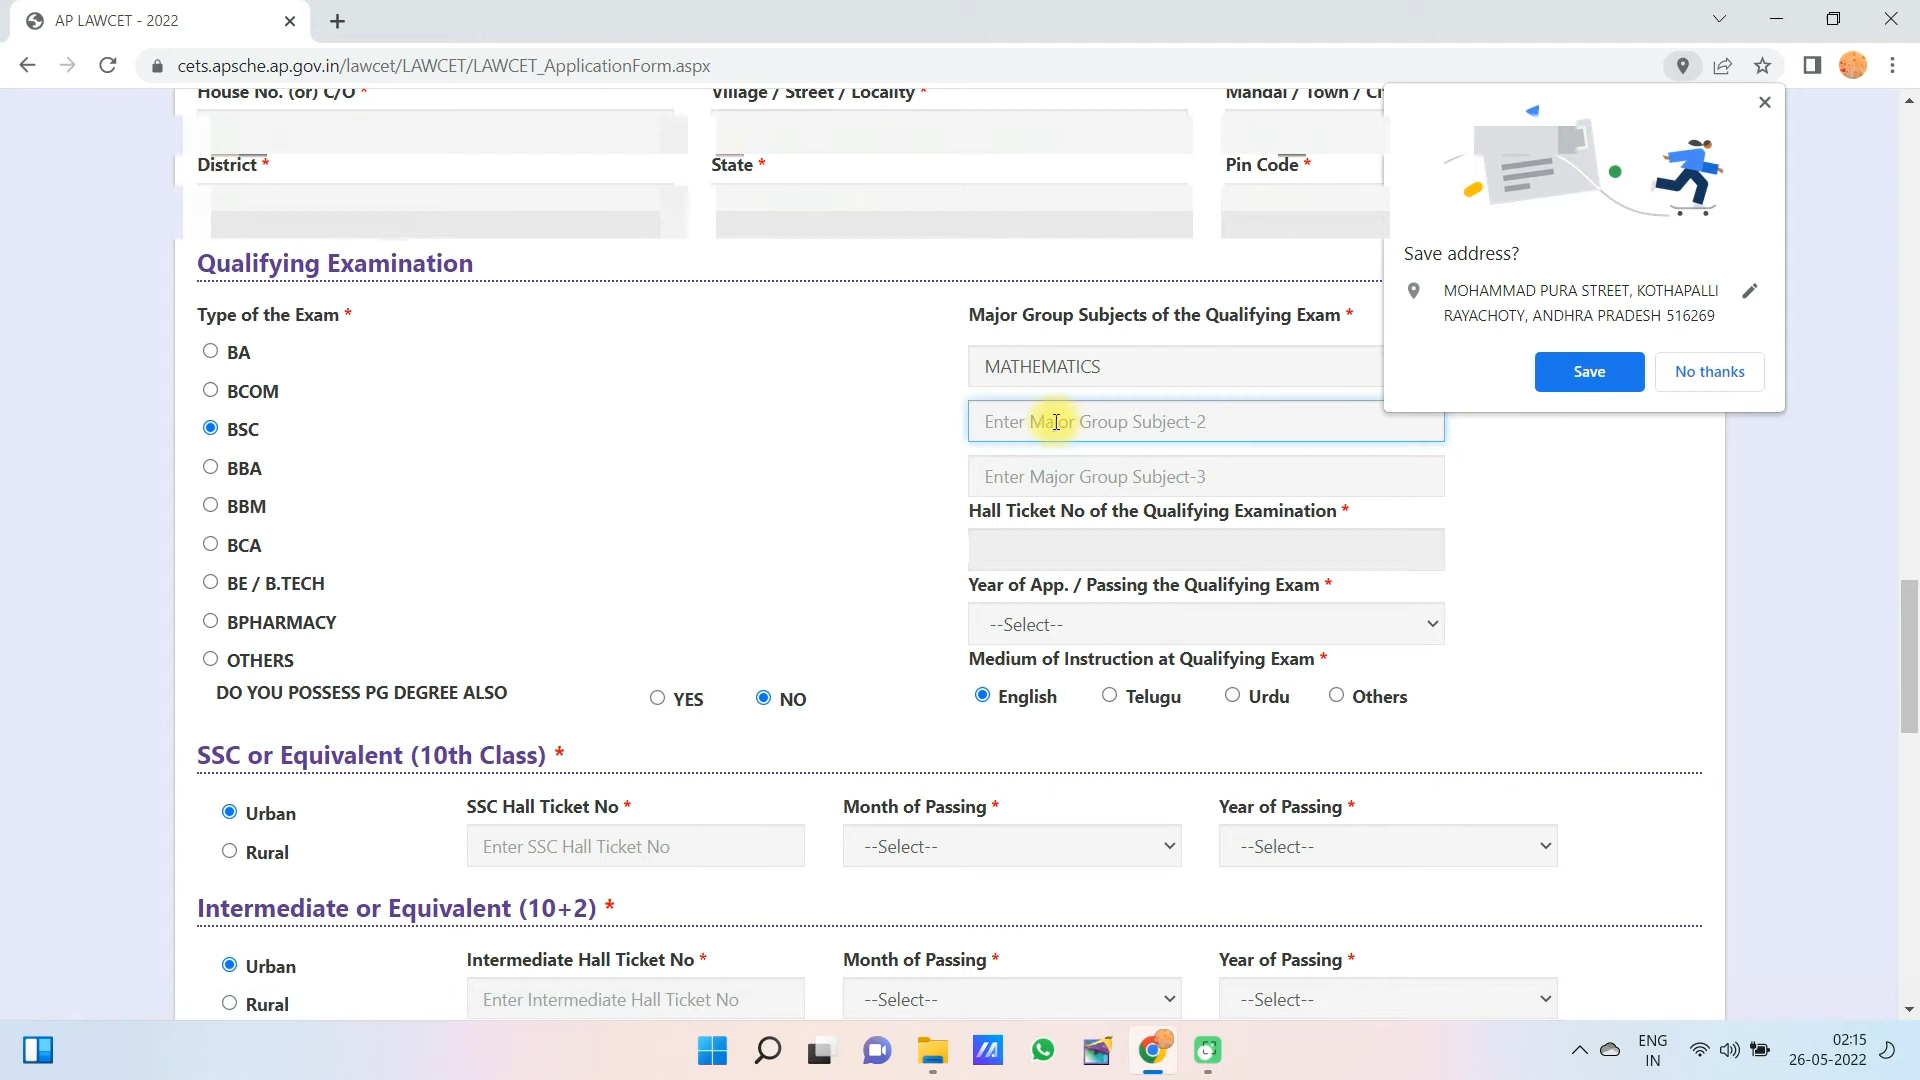 AP LAWCET - 2022
cets.apsche.ap.gov.in/lawcet/LAWCET/LAWCET_ApplicationForm.aspx
House No. (or) C/O *
Village / Street / Locality *
Mandal / Town /
District *
State *
Pin Code *
Save address?
MOHAMMAD PURA STREET, KOTHAPALLI
RAYACHOTY, ANDHRA PRADESH 516269
Save
No thanks
Qualifying Examination
Type of the Exam *
BA
BCOM
BSC
BBA
BBM
BCA
BE / B.TECH
BPHARMACY
OTHERS
DO YOU POSSESS PG DEGREE ALSO
YES
NO
Major Group Subjects of the Qualifying Exam *
MATHEMATICS
Enter Major Group Subject-2
Enter Major Group Subject-3
Hall Ticket No of the Qualifying Examination *
Year of App. / Passing the Qualifying Exam *
--Select--
Medium of Instruction at Qualifying Exam *
English
Telugu
Urdu
Others
SSC or Equivalent (10th Class) *
Urban
Rural
SSC Hall Ticket No *
Enter SSC Hall Ticket No
Month of Passing *
--Select--
Year of Passing *
--Select--
Intermediate or Equivalent (10+2) *
Urban
Rural
Intermediate Hall Ticket No *
Enter Intermediate Hall Ticket No
Month of Passing *
--Select--
Year of Passing *
--Select--
ENG
IN
02:15
26-05-2022